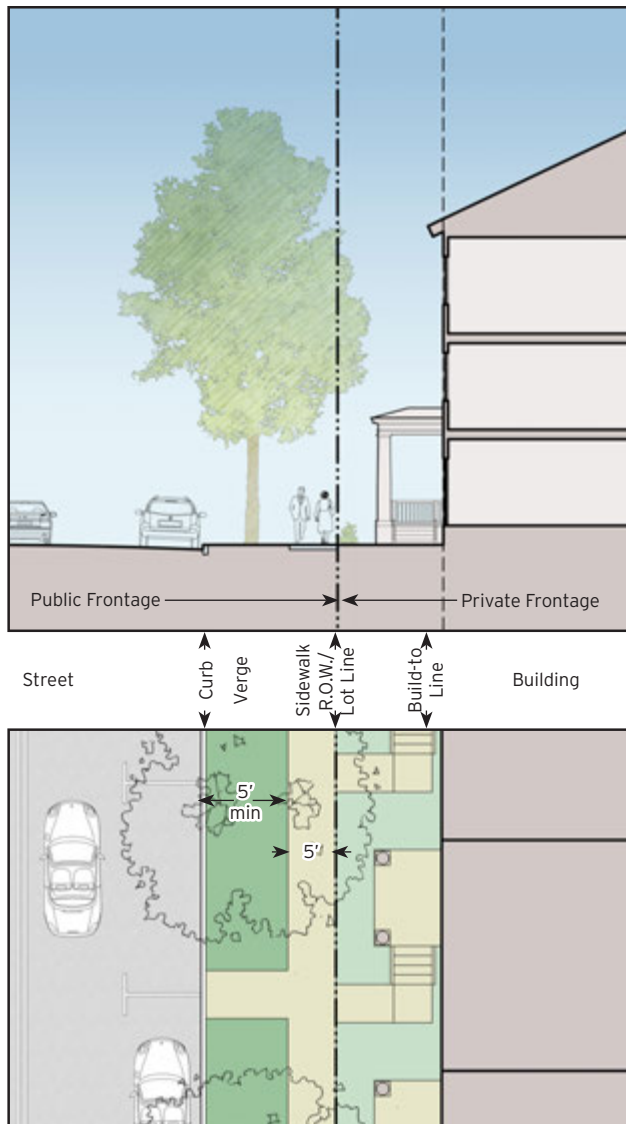 Public Frontage
Private Frontage
Street
Curb
Verge
Sidewalk
R.O.W./
Lot Line
Build-to
Line
Building
5'
min
5'